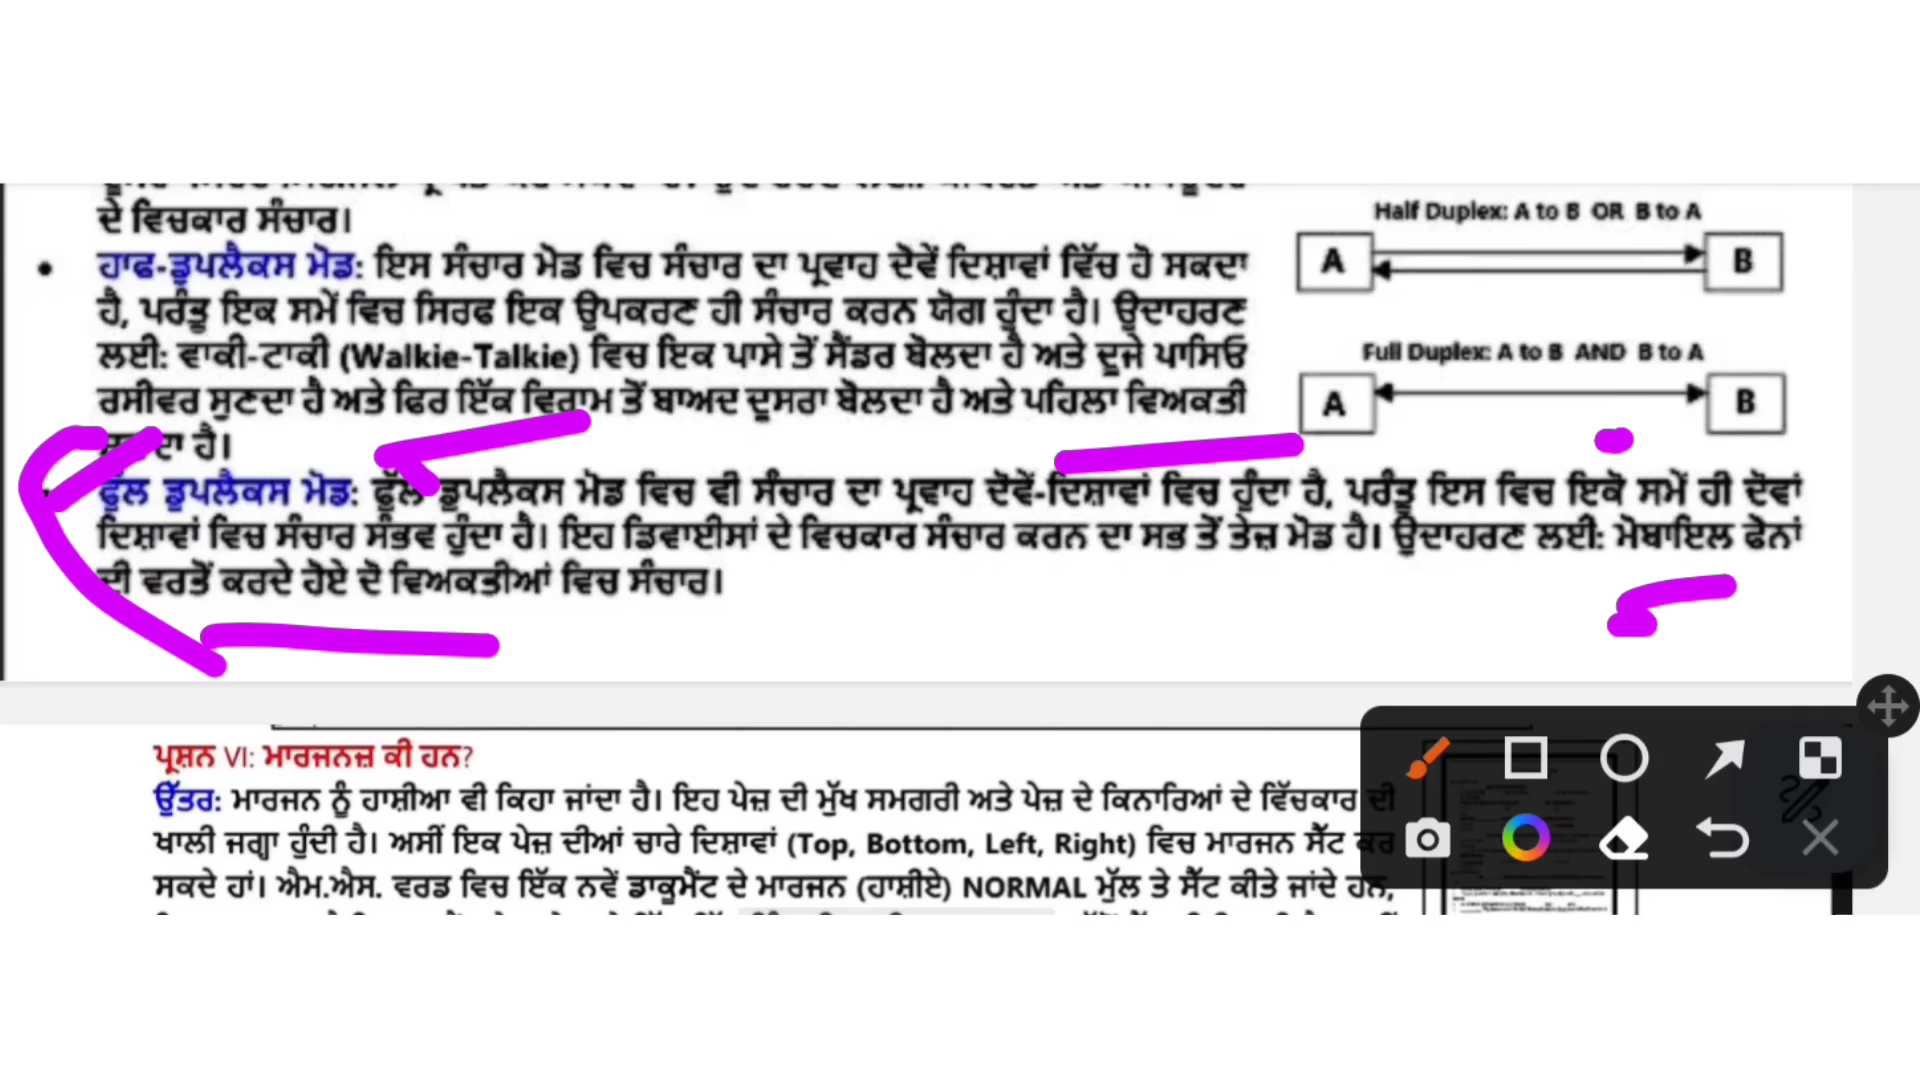 ਦੇ ਵਿਚਕਾਰ ਸੰਚਾਰ।
Half Duplex: A to B OR B to A
A B
• ਹਾਫ-ਡੁਪਲੈਕਸ ਮੋਡ: ਇਸ ਸੰਚਾਰ ਮੋਡ ਵਿਚ ਸੰਚਾਰ ਦਾ ਪ੍ਰਵਾਹ ਦੋਵੇਂ ਦਿਸ਼ਾਵਾਂ ਵਿੱਚ ਹੋ ਸਕਦਾ
ਹੈ, ਪਰੰਤੂ ਇਕ ਸਮੇਂ ਵਿਚ ਸਿਰਫ ਇਕ ਉਪਕਰਣ ਹੀ ਸੰਚਾਰ ਕਰਨ ਯੋਗ ਹੁੰਦਾ ਹੈ। ਉਦਾਹਰਣ
ਲਈ: ਵਾਕੀ-ਟਾਕੀ (Walkie-Talkie) ਵਿਚ ਇਕ ਪਾਸੇ ਤੋਂ ਸੈਂਡਰ ਬੋਲਦਾ ਹੈ ਅਤੇ ਦੂਜੇ ਪਾਸਿਓ
ਰਸੀਵਰ ਸੁਣਦਾ ਹੈ ਅਤੇ ਫਿਰ ਇੱਕ ਵਿਰਾਮ ਤੋਂ ਬਾਅਦ ਦੂਸਰਾ ਬੋਲਦਾ ਹੈ ਅਤੇ ਪਹਿਲਾ ਵਿਅਕਤੀ
ਹੈ।
Full Duplex: A to B AND B to A
A B
ਫੁੱਲ ਡੁਪਲੈਕਸ ਮੋਡ: ਫੁੱਲ ਡੁਪਲੈਕਸ ਮੋਡ ਵਿਚ ਵੀ ਸੰਚਾਰ ਦਾ ਪ੍ਰਵਾਹ ਦੋਵੇਂ-ਦਿਸ਼ਾਵਾਂ ਵਿਚ ਹੁੰਦਾ ਹੈ, ਪਰੰਤੂ ਇਸ ਵਿਚ ਇਕੋ ਸਮੇਂ ਹੀ ਦੋਵਾਂ
ਦਿਸ਼ਾਵਾਂ ਵਿਚ ਸੰਚਾਰ ਸੰਭਵ ਹੁੰਦਾ ਹੈ। ਇਹ ਡਿਵਾਈਸਾਂ ਦੇ ਵਿਚਕਾਰ ਸੰਚਾਰ ਕਰਨ ਦਾ ਸਭ ਤੋਂ ਤੇਜ਼ ਮੋਡ ਹੈ। ਉਦਾਹਰਣ ਲਈ: ਮੋਬਾਇਲ ਫੋਨਾਂ
ਦੀ ਵਰਤੋਂ ਕਰਦੇ ਹੋਏ ਦੋ ਵਿਅਕਤੀਆਂ ਵਿਚ ਸੰਚਾਰ।
ਪ੍ਰਸ਼ਨ VI: ਮਾਰਜਨਜ਼ ਕੀ ਹਨ?
ਉੱਤਰ: ਮਾਰਜਨ ਨੂੰ ਹਾਸ਼ੀਆ ਵੀ ਕਿਹਾ ਜਾਂਦਾ ਹੈ। ਇਹ ਪੇਜ਼ ਦੀ ਮੁੱਖ ਸਮਗਰੀ ਅਤੇ ਪੇਜ਼ ਦੇ ਕਿਨਾਰਿਆਂ ਦੇ ਵਿੱਚਕਾਰ ਦੀ
ਖਾਲੀ ਜਗ੍ਹਾ ਹੁੰਦੀ ਹੈ। ਅਸੀਂ ਇਕ ਪੇਜ਼ ਦੀਆਂ ਚਾਰੇ ਦਿਸ਼ਾਵਾਂ (Top, Bottom, Left, Right) ਵਿਚ ਮਾਰਜਨ ਸੈੱਟ ਕਰ
ਸਕਦੇ ਹਾਂ। ਐਮ.ਐਸ. ਵਰਡ ਵਿਚ ਇੱਕ ਨਵੇਂ ਡਾਕੂਮੈਂਟ ਦੇ ਮਾਰਜਨ (ਹਾਸ਼ੀਏ) NORMAL ਮੁੱਲ ਤੇ ਸੈੱਟ ਕੀਤੇ ਜਾਂਦੇ ਹਨ,